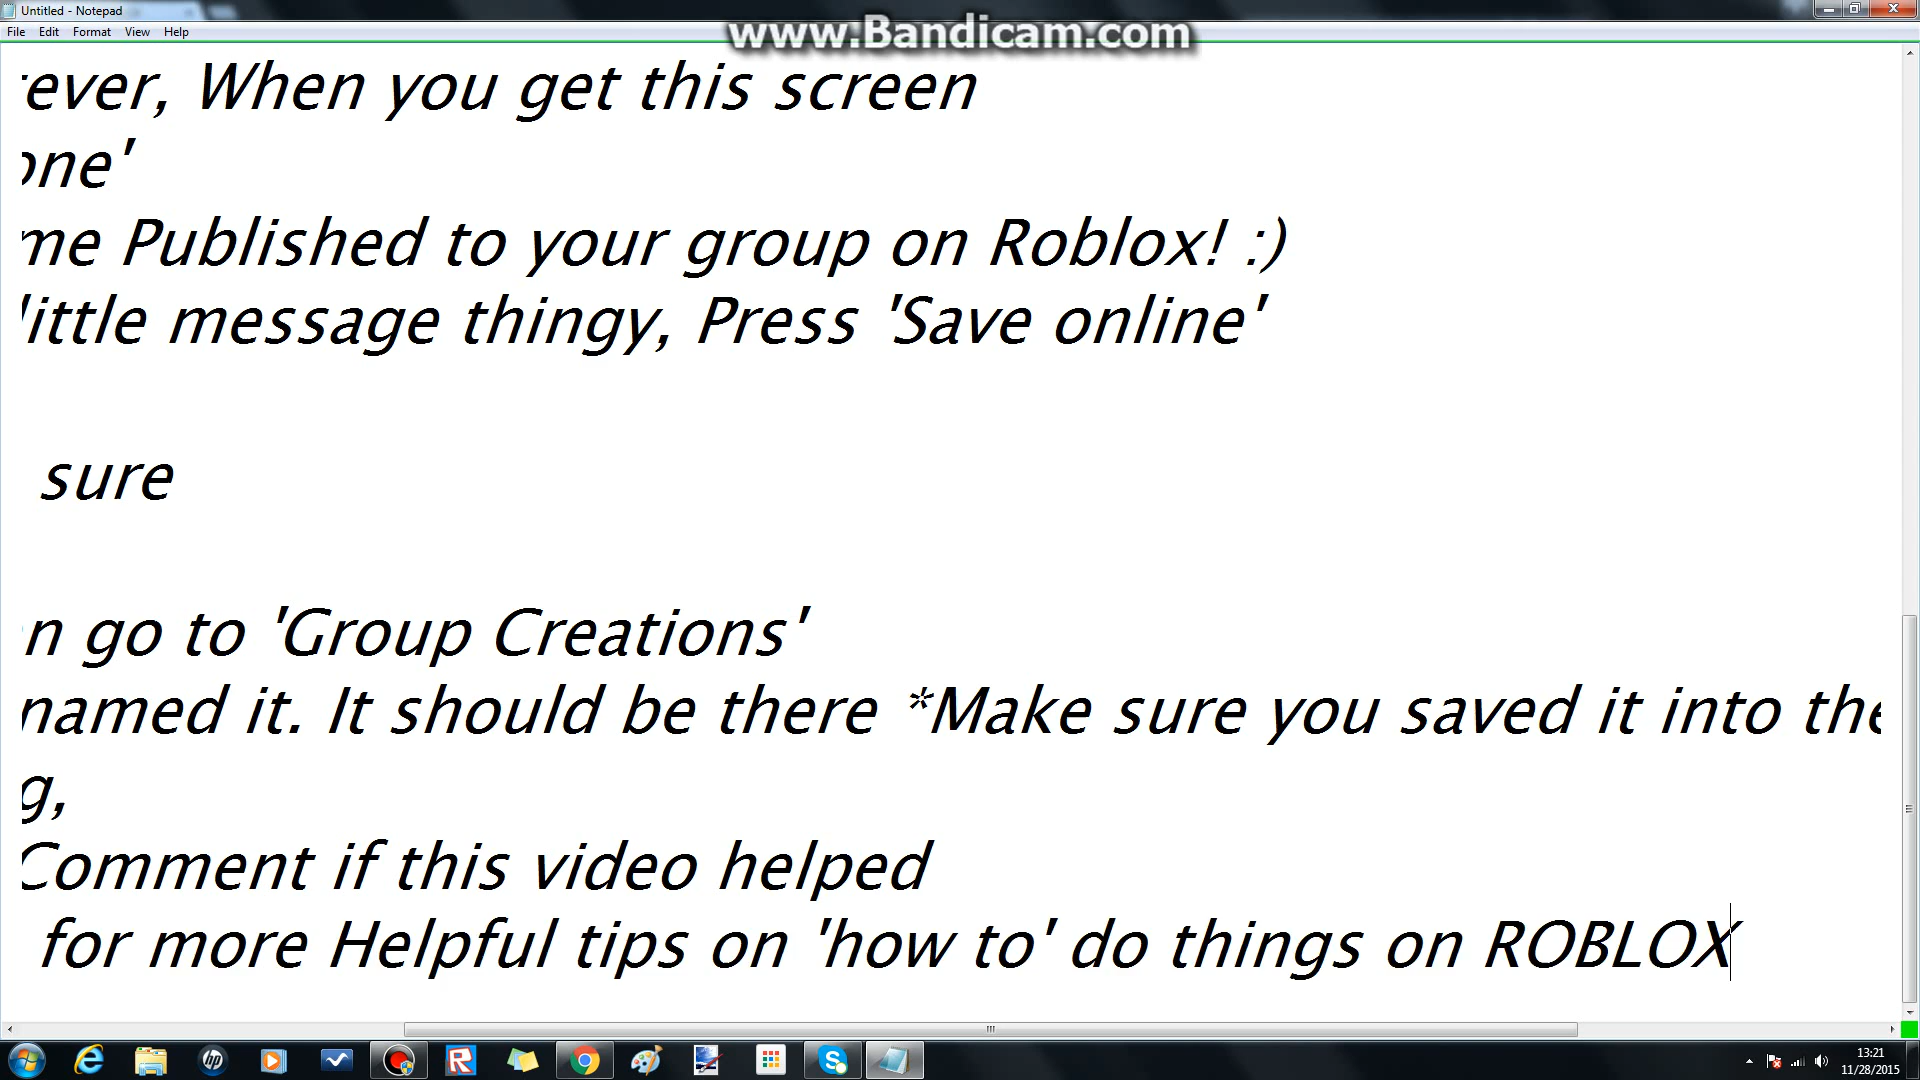 Untitled - Notepad
www.Bandicam.com
File Edit Format View Help
ever, When you get this screen
one'
me Published to your group on Roblox! :)
little message thingy, Press 'Save online'
sure
n go to 'Group Creations'
named it. It should be there *Make sure you saved it into the
g,
Comment if this video helped
for more Helpful tips on 'how to' do things on ROBLOX
13:21
11/28/2015